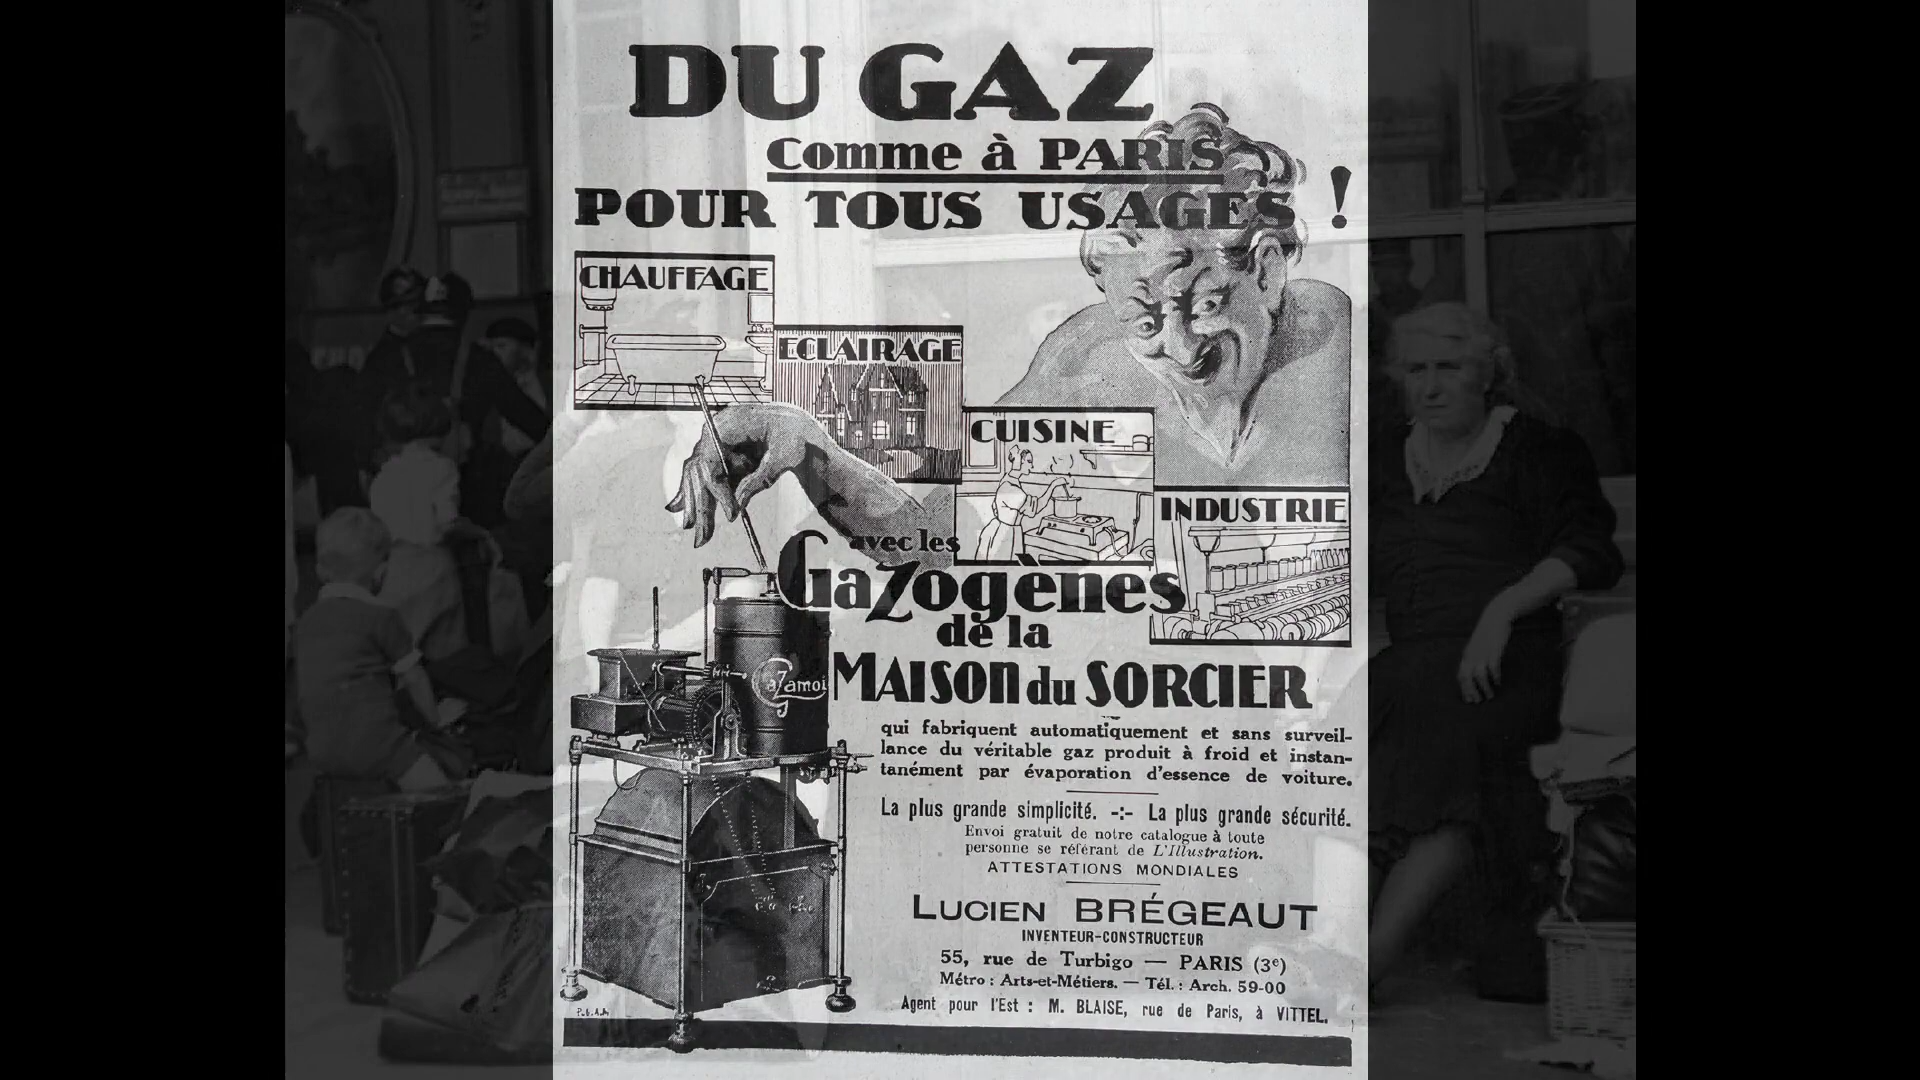 DU GAZ
Comme à PARIS
POUR TOUS USAGES !
CHAUFFAGE
ECLAIRAGE
CUISINE
INDUSTRIE
avec les
Gazogènes
de la
MAISON du SORCIER
Gazamoi
qui fabriquent automatiquement et sans surveil-
lance du véritable gaz produit à froid et instan-
tanément par évaporation d'essence de voiture.
La plus grande simplicité. -:- La plus grande sécurité.
Envoi gratuit de notre catalogue à toute
personne se référant de L'Illustration.
ATTESTATIONS MONDIALES
LUCIEN BRÉGEAUT
INVENTEUR-CONSTRUCTEUR
55, rue de Turbigo — PARIS (3e)
Métro : Arts-et-Métiers. — Tél. : Arch. 59-00
Agent pour l'Est : M. BLAISE, rue de Paris, à VITTEL.